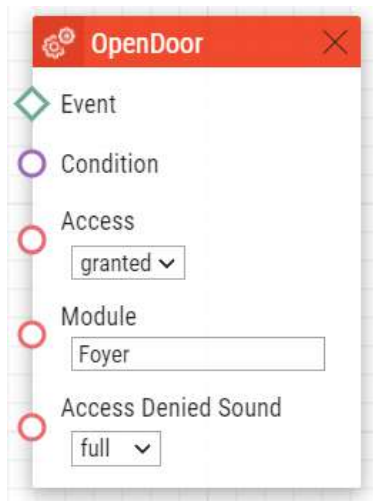 OpenDoor
Event
Condition
Access
granted
Module
Foyer
Access Denied Sound
full